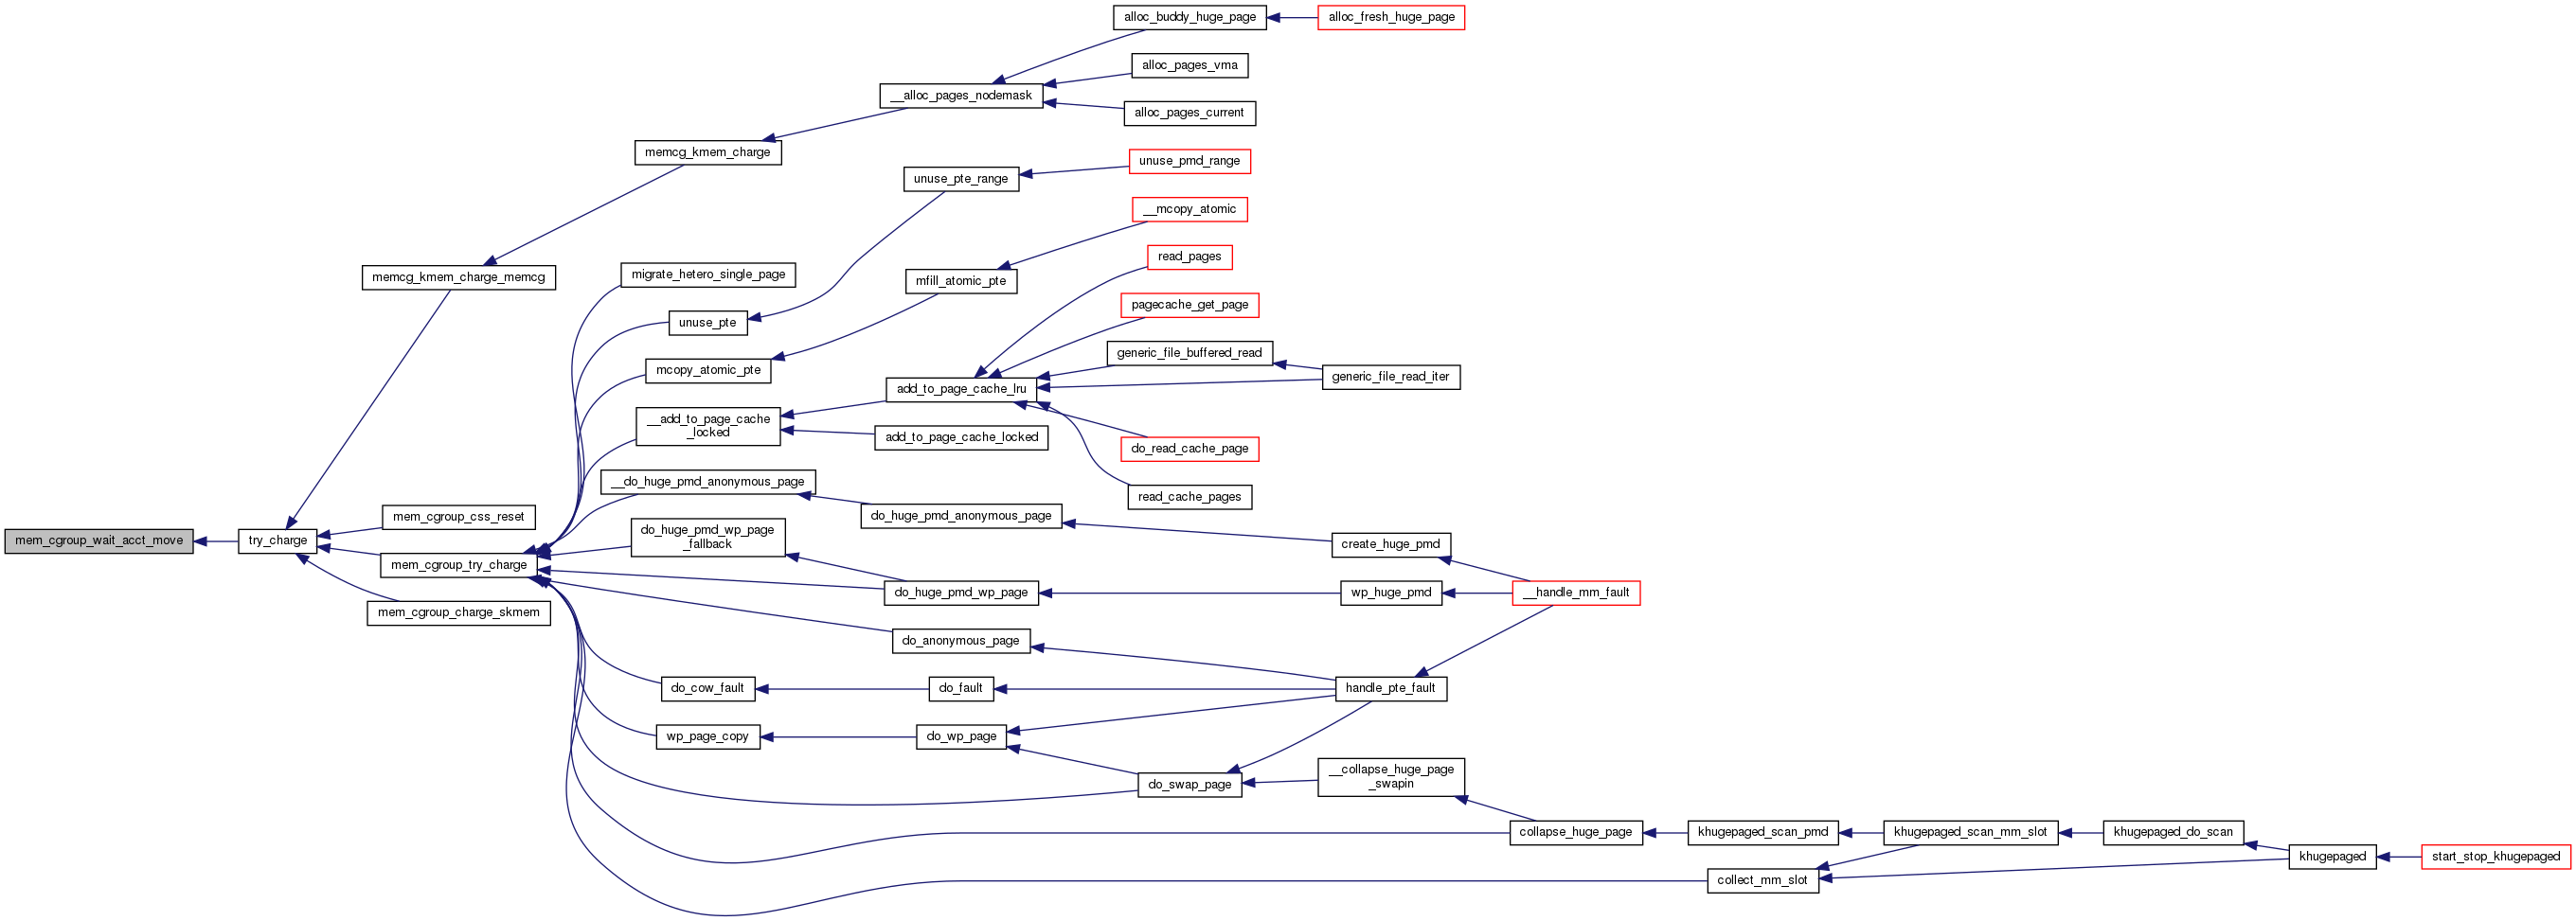 alloc_buddy_huge_page
alloc_fresh_huge_page
alloc_pages_vma
__alloc_pages_nodemask
alloc_pages_current
memcg_kmem_charge
unuse_pmd_range
unuse_pte_range
__mcopy_atomic
read_pages
memcg_kmem_charge_memcg
migrate_hetero_single_page
mfill_atomic_pte
pagecache_get_page
unuse_pte
generic_file_buffered_read
mcopy_atomic_pte
generic_file_read_iter
add_to_page_cache_lru
__add_to_page_cache
_locked
add_to_page_cache_locked
do_read_cache_page
__do_huge_pmd_anonymous_page
read_cache_pages
mem_cgroup_css_reset
do_huge_pmd_anonymous_page
mem_cgroup_wait_acct_move
try_charge
do_huge_pmd_wp_page
_fallback
create_huge_pmd
mem_cgroup_try_charge
do_huge_pmd_wp_page
wp_huge_pmd
__handle_mm_fault
mem_cgroup_charge_skmem
do_anonymous_page
do_cow_fault
do_fault
handle_pte_fault
wp_page_copy
do_wp_page
do_swap_page
__collapse_huge_page
_swapin
collapse_huge_page
khugepaged_scan_pmd
khugepaged_scan_mm_slot
khugepaged_do_scan
khugepaged
start_stop_khugepaged
collect_mm_slot